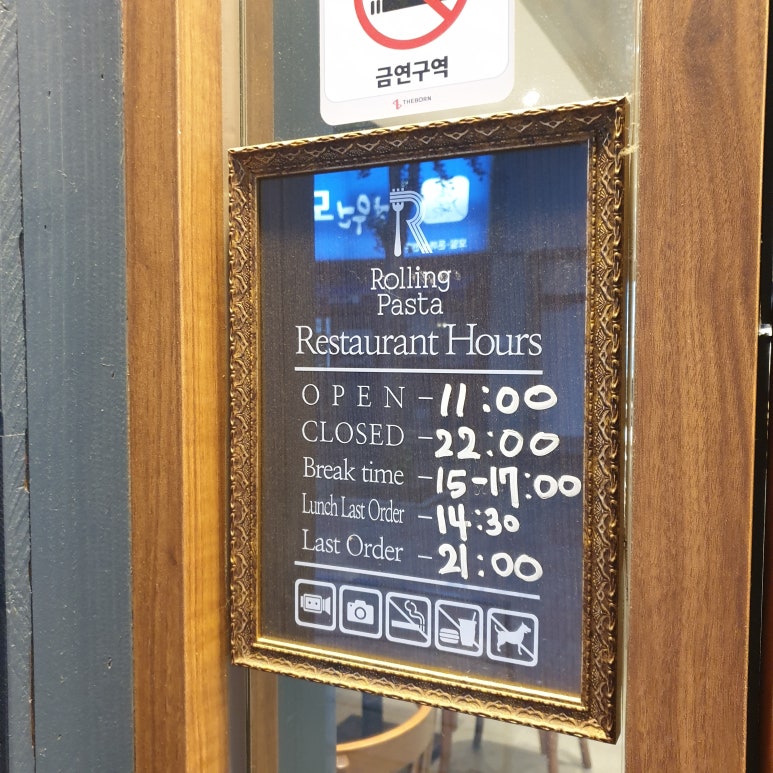 금연구역
THEBORN
R
Rolling
Pasta
Restaurant Hours
OPEN - 11:00
CLOSED - 22:00
Break time - 15-17:00
Lunch Last Order - 14:30
Last Order - 21:00